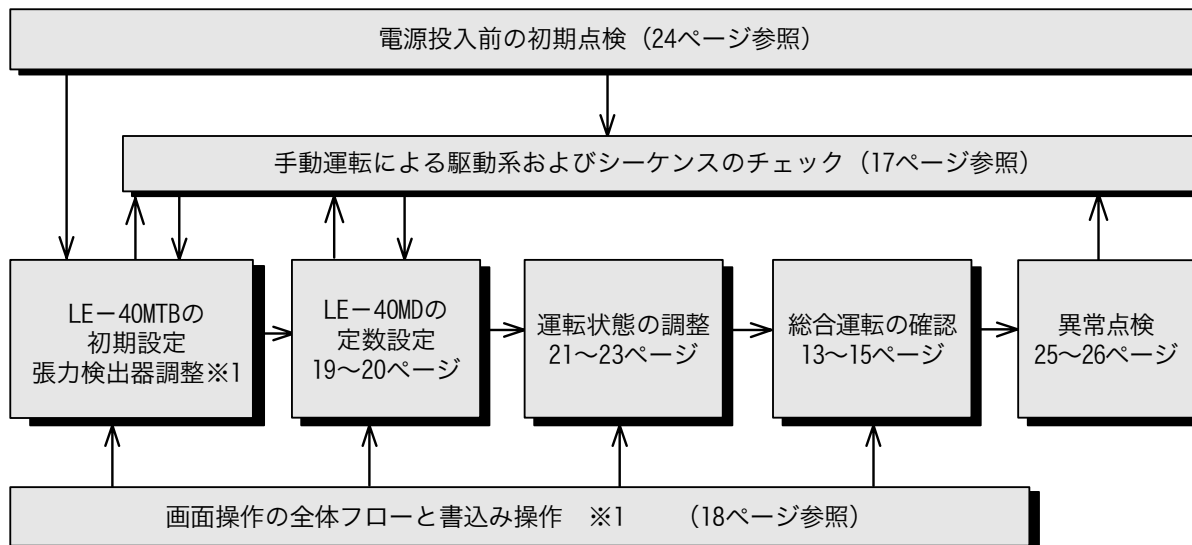 電源投入前の初期点検（24ページ参照）
手動運転による駆動系およびシーケンスのチェック（17ページ参照）
LE－40MTBの
初期設定
張力検出器調整※1
LE－40MDの
定数設定
19～20ページ
運転状態の調整
21～23ページ
総合運転の確認
13～15ページ
異常点検
25～26ページ
画面操作の全体フローと書込み操作　※1　　（18ページ参照）